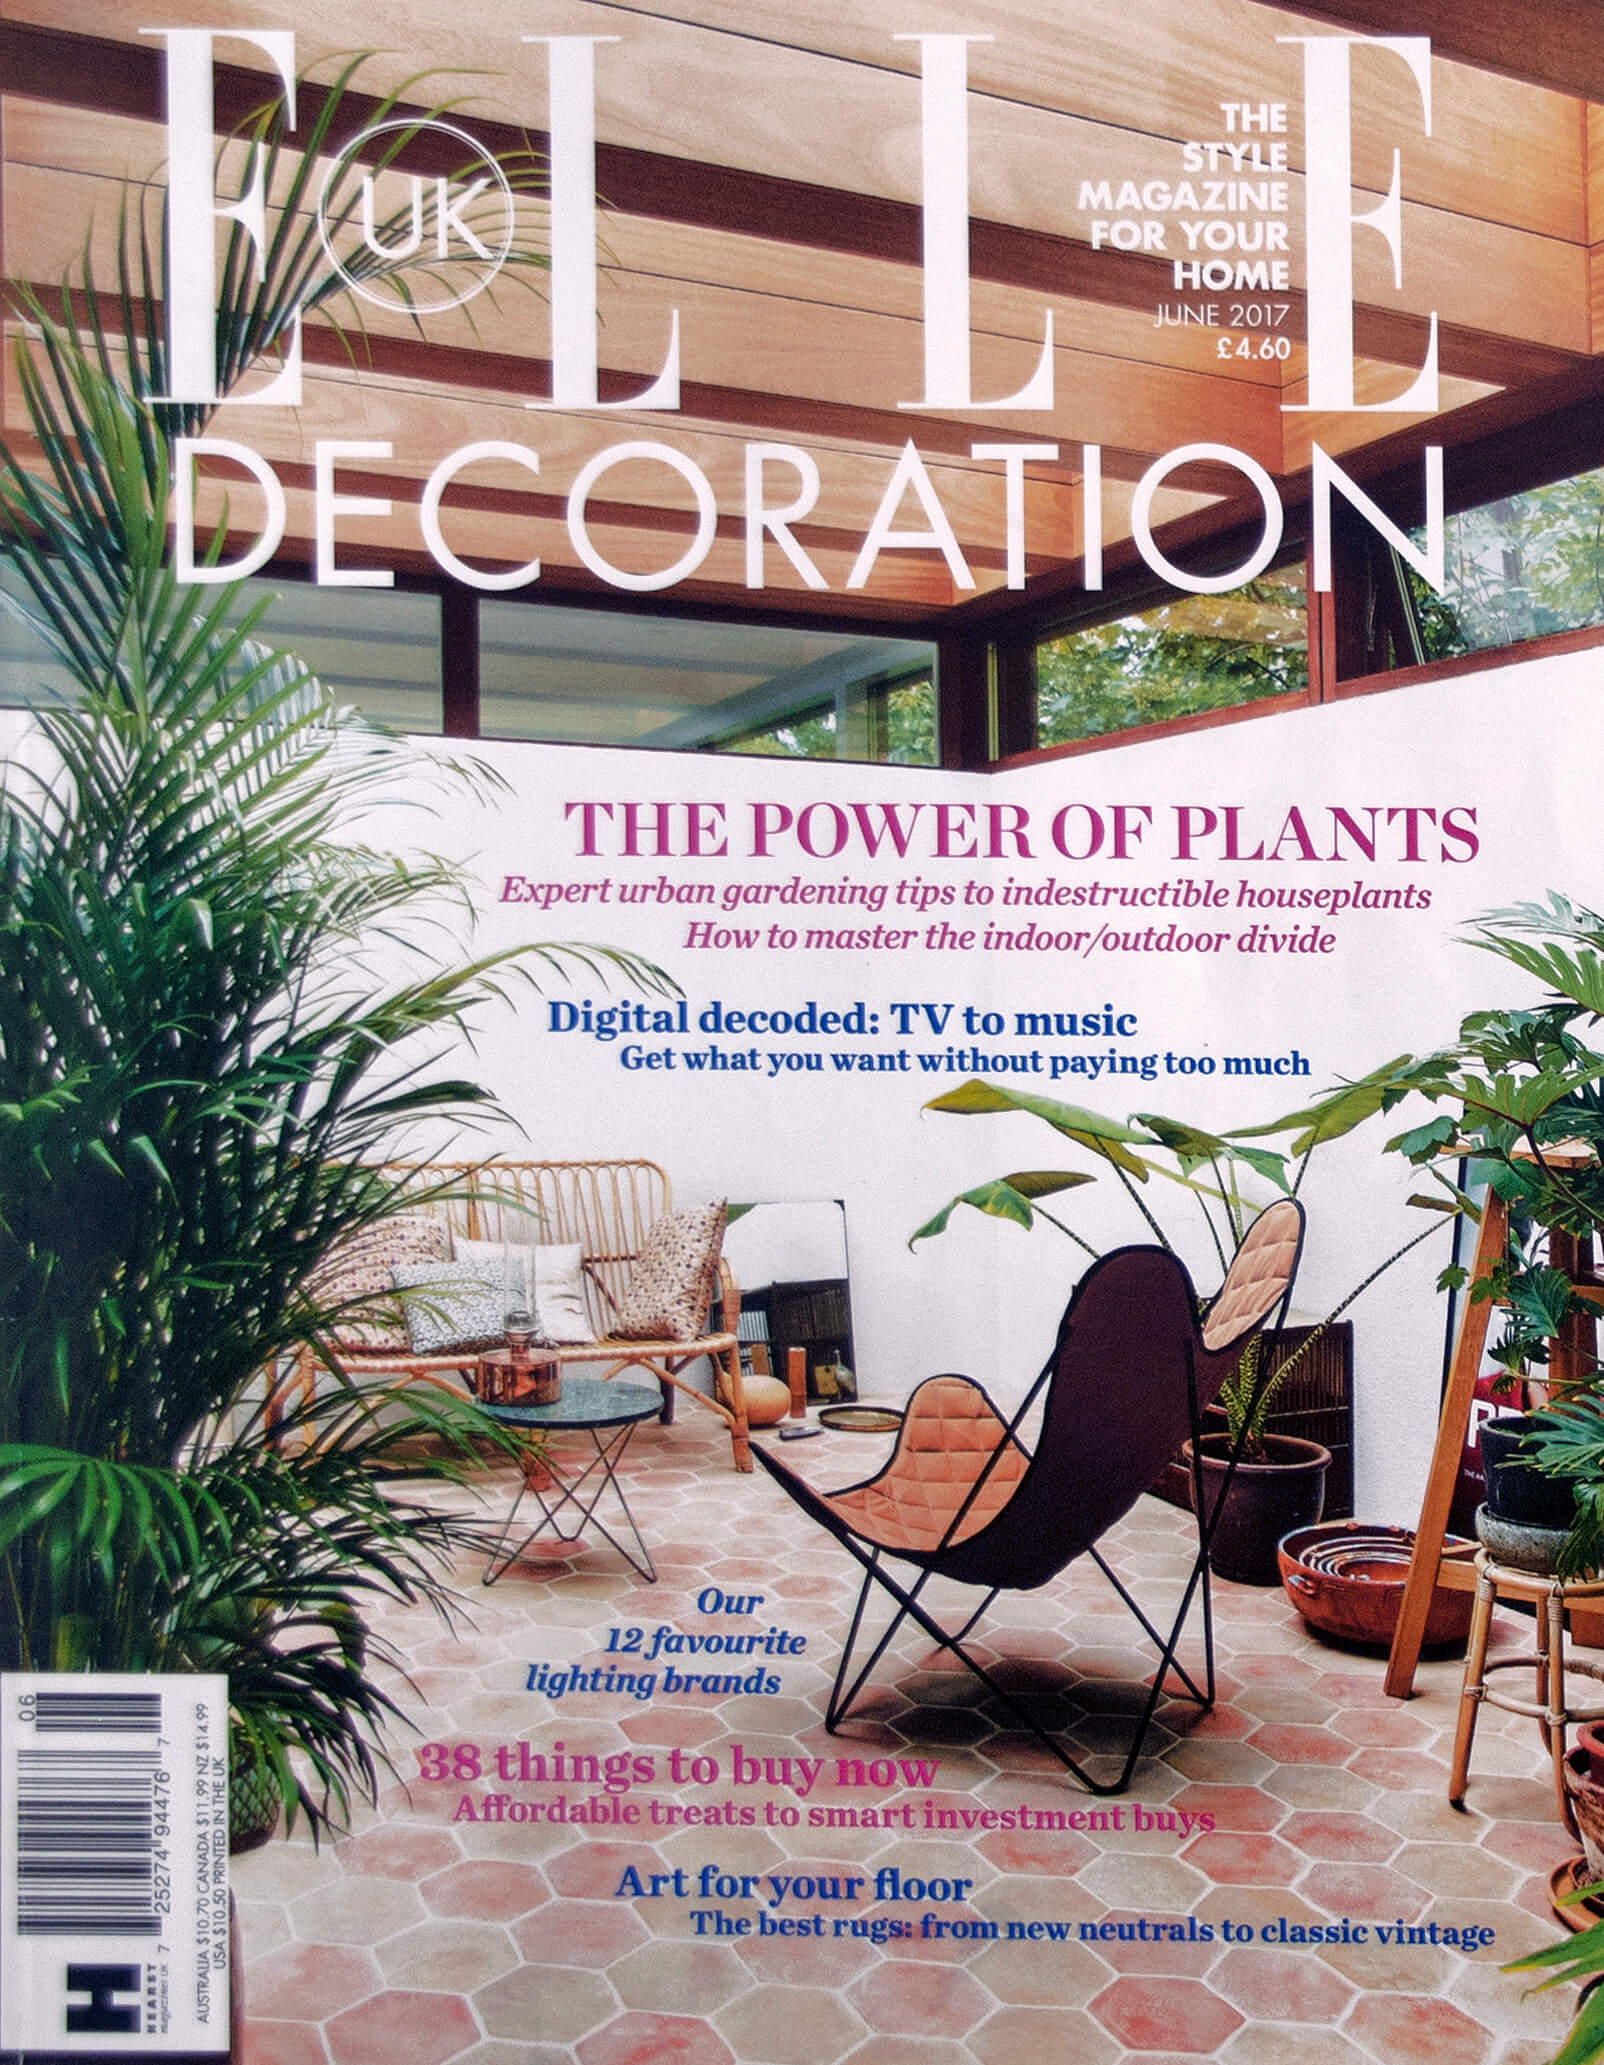 ELLE
UK
THE
STYLE
MAGAZINE
FOR YOUR
HOME
JUNE 2017
£4.60
DECORATION
THE POWER OF PLANTS
Expert urban gardening tips to indestructible houseplants
How to master the indoor/outdoor divide
Digital decoded: TV to music
Get what you want without paying too much
Our
12 favourite
lighting brands
38 things to buy now
Affordable treats to smart investment buys
Art for your floor
The best rugs: from new neutrals to classic vintage
06
7 25274 94476 7
AUSTRALIA $10.70 CANADA $11.99 NZ $14.99
USA $10.50 PRINTED IN THE UK
H
HEARST
magazines UK